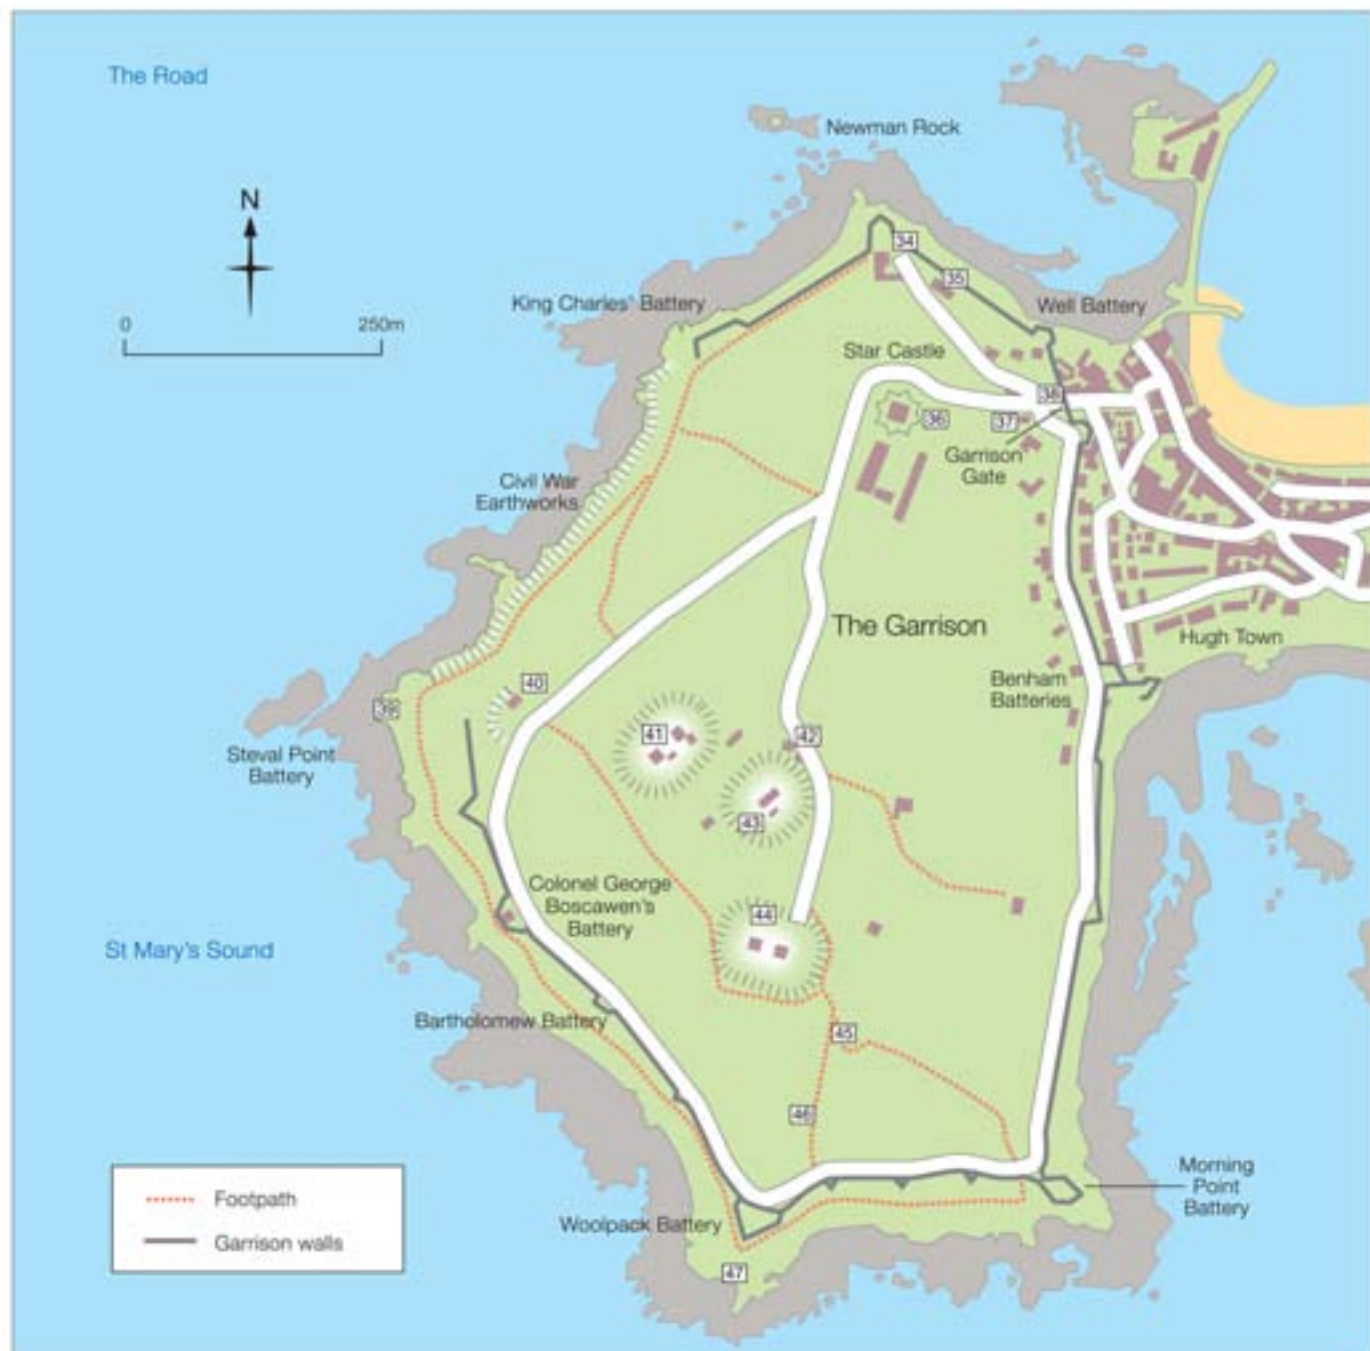 The Road
Newman Rock
N
34
35
King Charles' Battery
Well Battery
0
250m
Star Castle
38
36
37
Garrison
Gate
Civil War
Earthworks
The Garrison
Hugh Town
40
Benham
Batteries
39
41
42
Steval Point
Battery
43
Colonel George
Boscawen's
Battery
44
St Mary's Sound
Bartholomew Battery
45
46
Morning
Point
Battery
Footpath
Woolpack Battery
Garrison walls
47